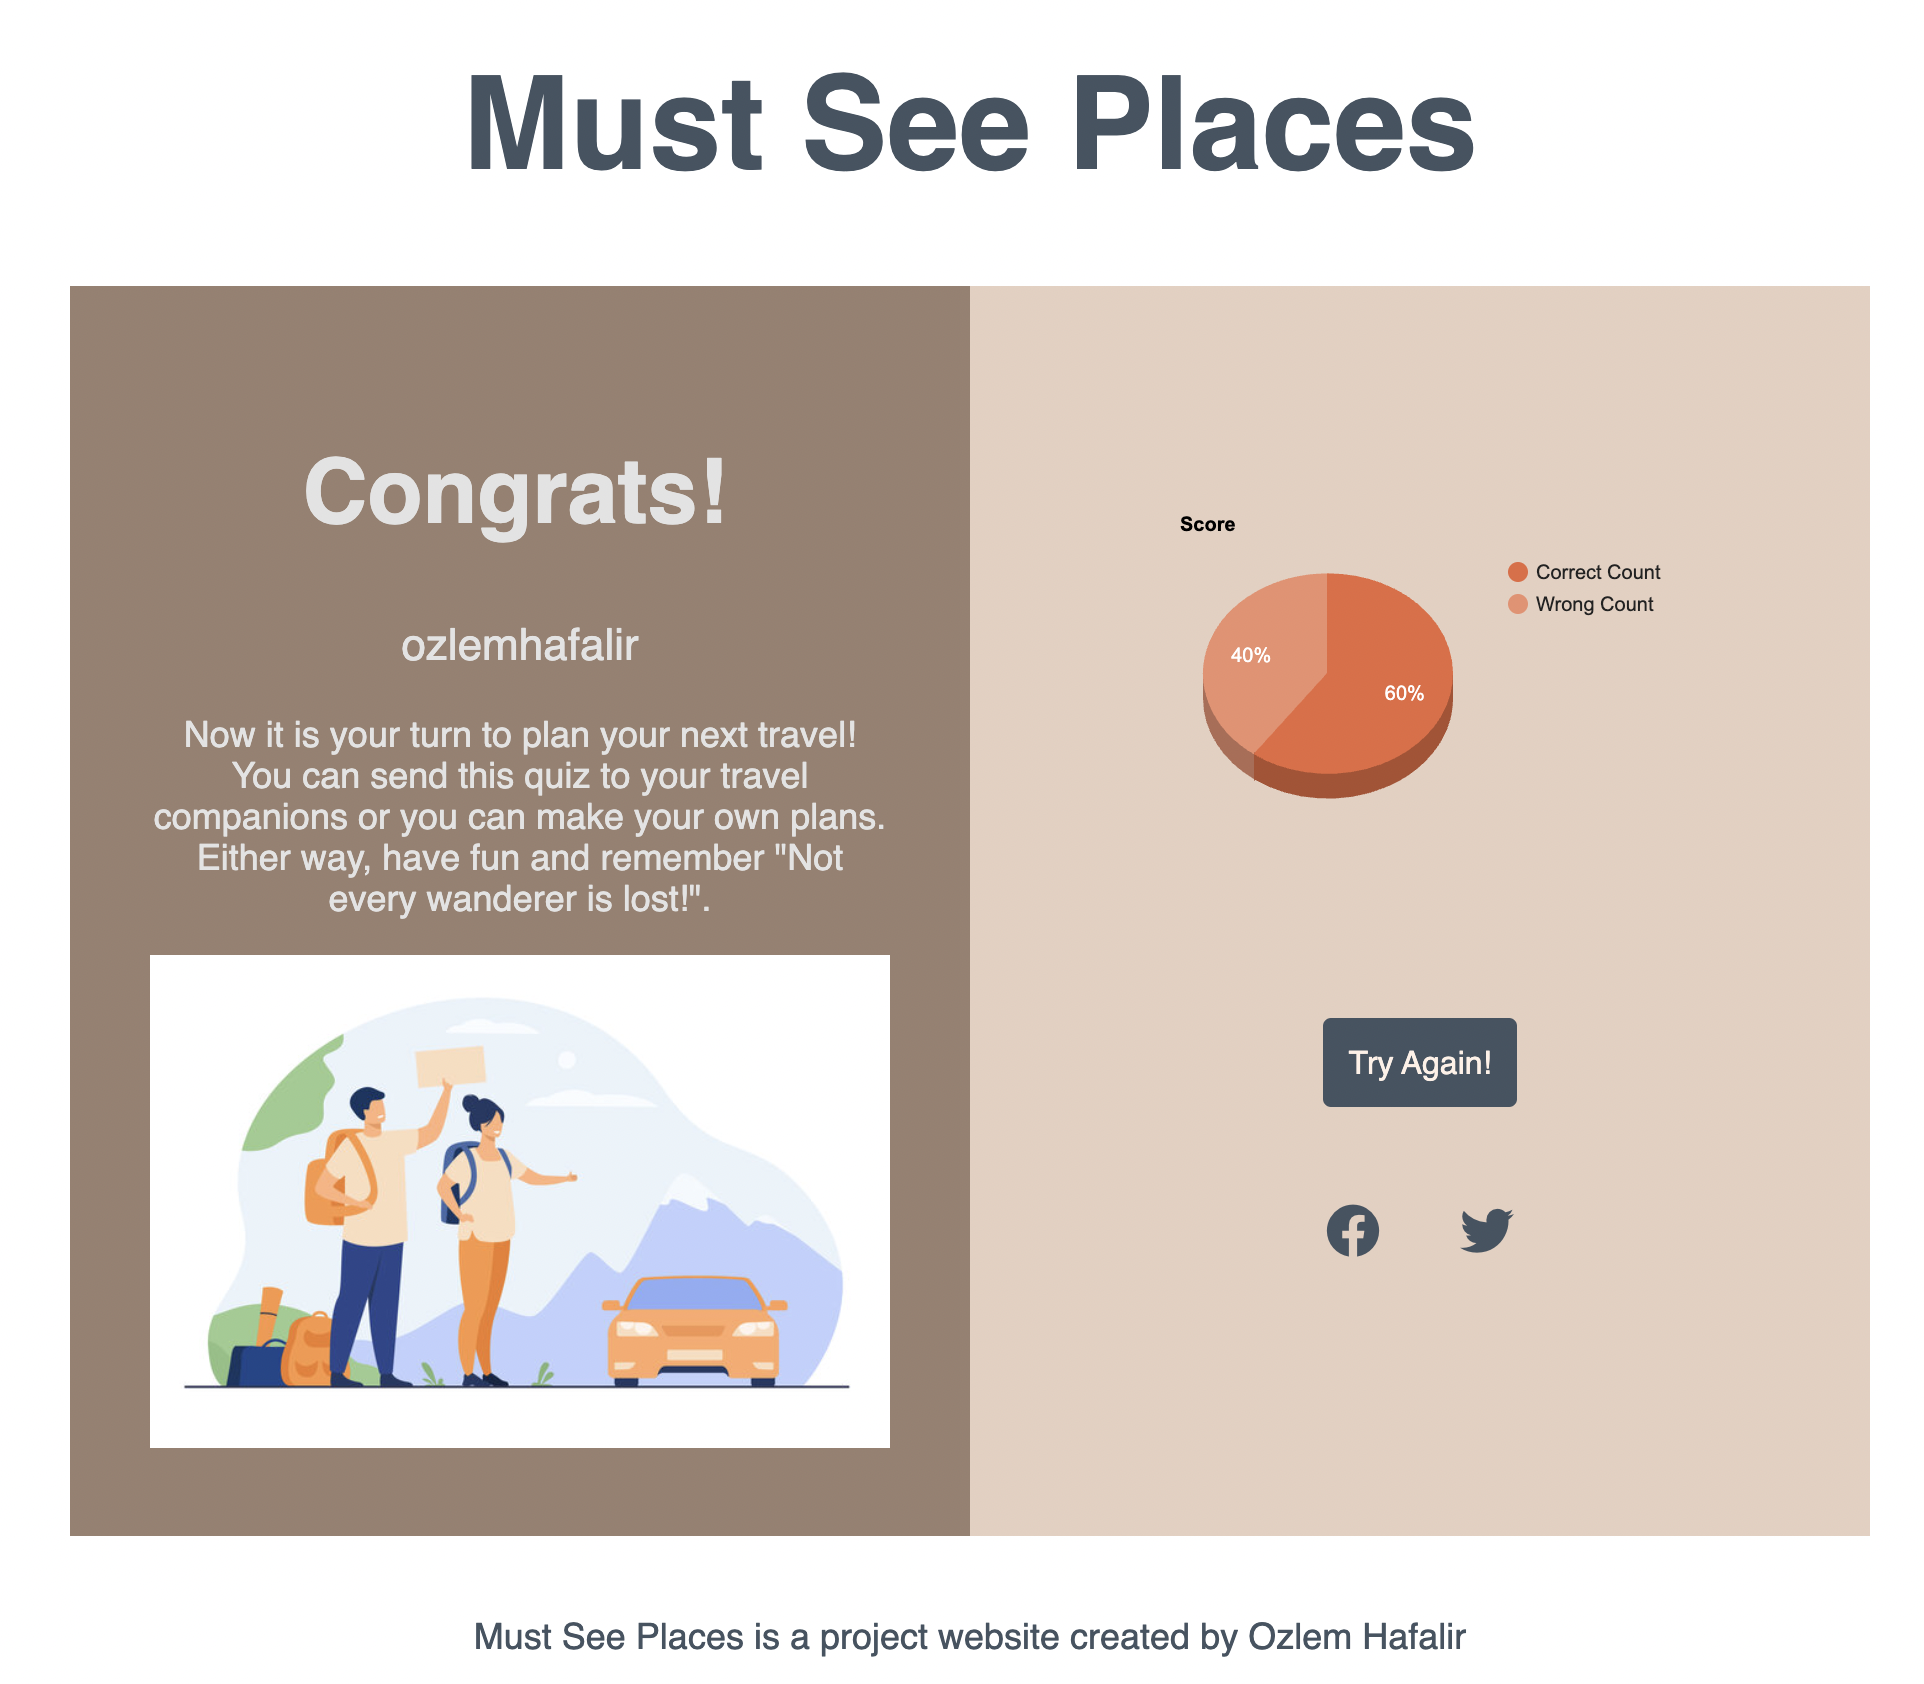 Must See Places
Congrats!
ozlemhafalir
Now it is your turn to plan your next travel!
You can send this quiz to your travel
companions or you can make your own plans.
Either way, have fun and remember "Not
every wanderer is lost!".
Score
Correct Count
Wrong Count
40%
60%
Try Again!
Must See Places is a project website created by Ozlem Hafalir